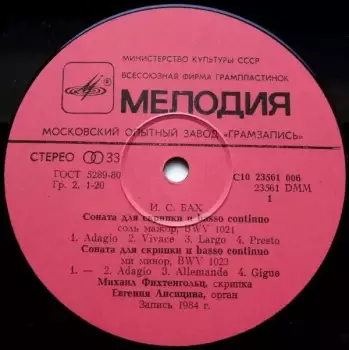 МИНИСТЕРСТВО КУЛЬТУРЫ СССР
ВСЕСОЮЗНАЯ ФИРМА ГРАМПЛАСТИНОК
МЕЛОДИЯ
МОСКОВСКИЙ ОПЫТНЫЙ ЗАВОД «ГРАМЗАПИСЬ»
СТЕРЕО 33
ГОСТ 5289-80
Гр. 2. 1-20
С10 23561 006
23561 DMM
1
И. С. БАХ
Соната для скрипки и basso continuo
соль мажор, BWV 1021
1. Adagio 2. Vivace 3. Largo 4. Presto
Соната для скрипки и basso continuo
ми минор, BWV 1023
1. — 2. Adagio 3. Allemande 4. Gigue
Михаил Фихтенгольц, скрипка
Евгения Лисицина, орган
Запись 1984 г.